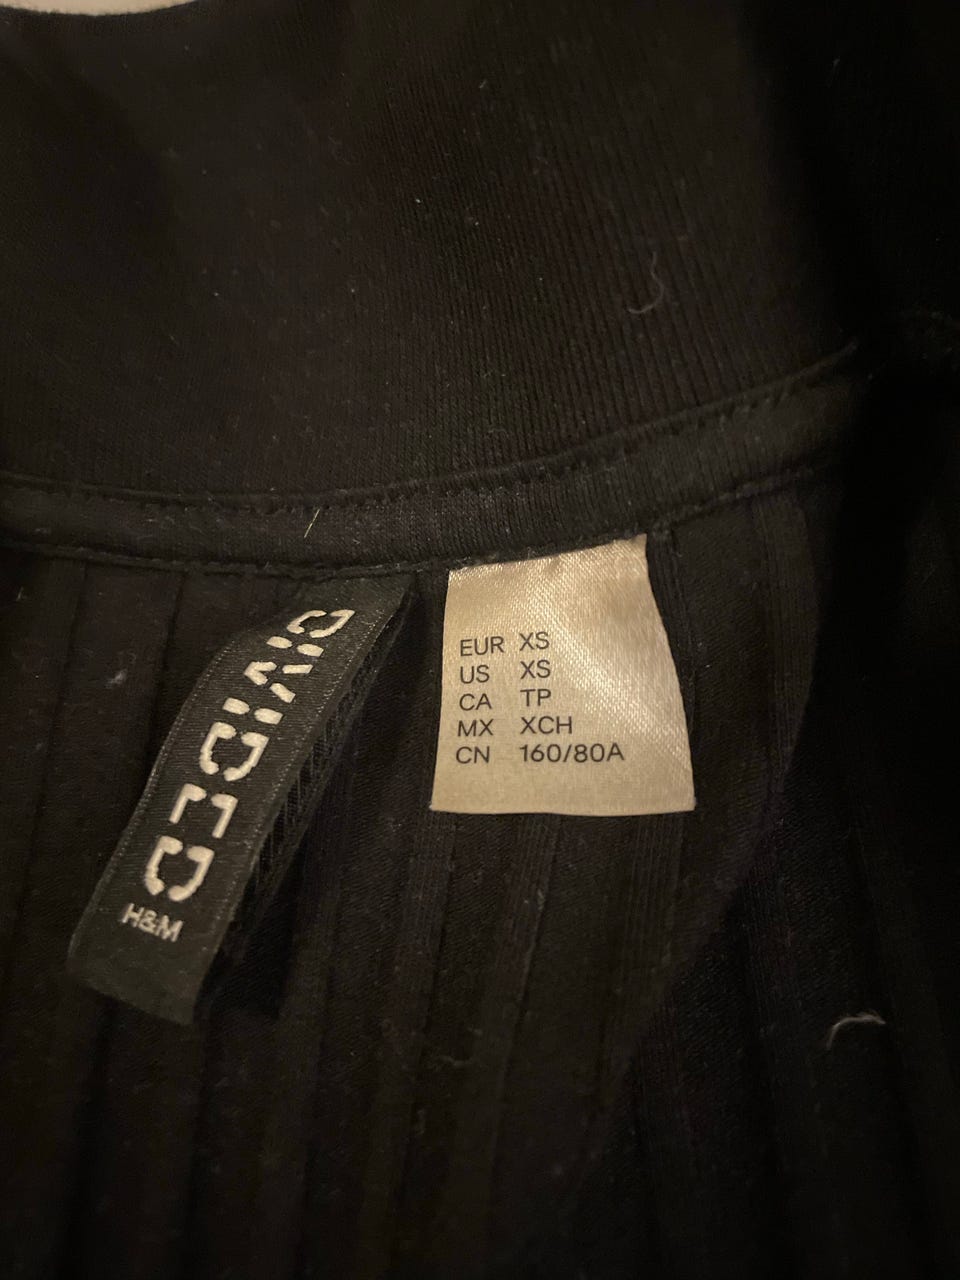 DIVIDED
H&M
EUR XS
US XS
CA TP
MX XCH
CN 160/80A